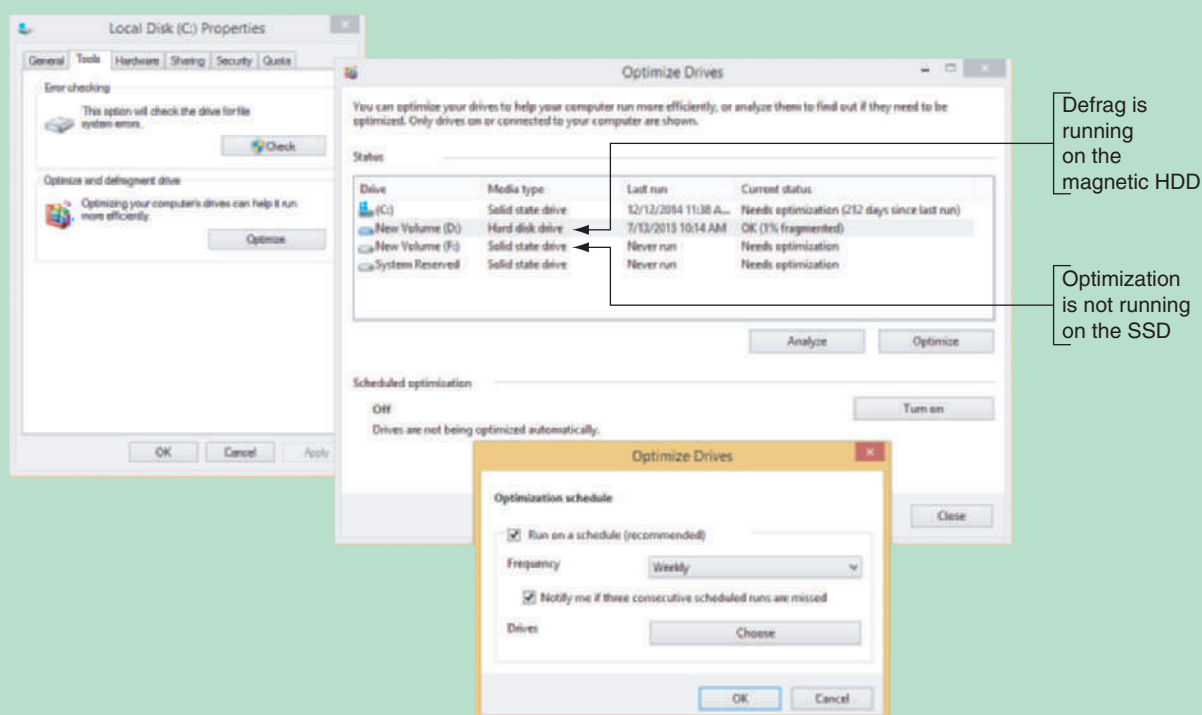 Local Disk (C:) Properties
General Tools Hardware Sharing Security Quota
Error checking
This option will check the drive for file
system errors.
Check
Optimize and defragment drive
Optimizing your computer's drives can help it run
more efficiently.
Optimize
OK Cancel Apply
Optimize Drives
You can optimize your drives to help your computer run more efficiently, or analyze them to find out if they need to be
optimized. Only drives on or connected to your computer are shown.
Status
Drive Media type Last run Current status
(C:) Solid state drive 12/12/2014 11:38 A... Needs optimization (212 days since last run)
New Volume (D:) Hard disk drive 7/13/2015 10:14 AM OK (1% fragmented)
New Volume (F:) Solid state drive Never run Needs optimization
System Reserved Solid state drive Never run Needs optimization
Analyze Optimize
Scheduled optimization
Off
Turn on
Drives are not being optimized automatically.
Close
Optimize Drives
Optimization schedule
Run on a schedule (recommended)
Frequency Weekly
Notify me if three consecutive scheduled runs are missed
Drives Choose
OK Cancel
Defrag is
running
on the
magnetic HDD
Optimization
is not running
on the SSD